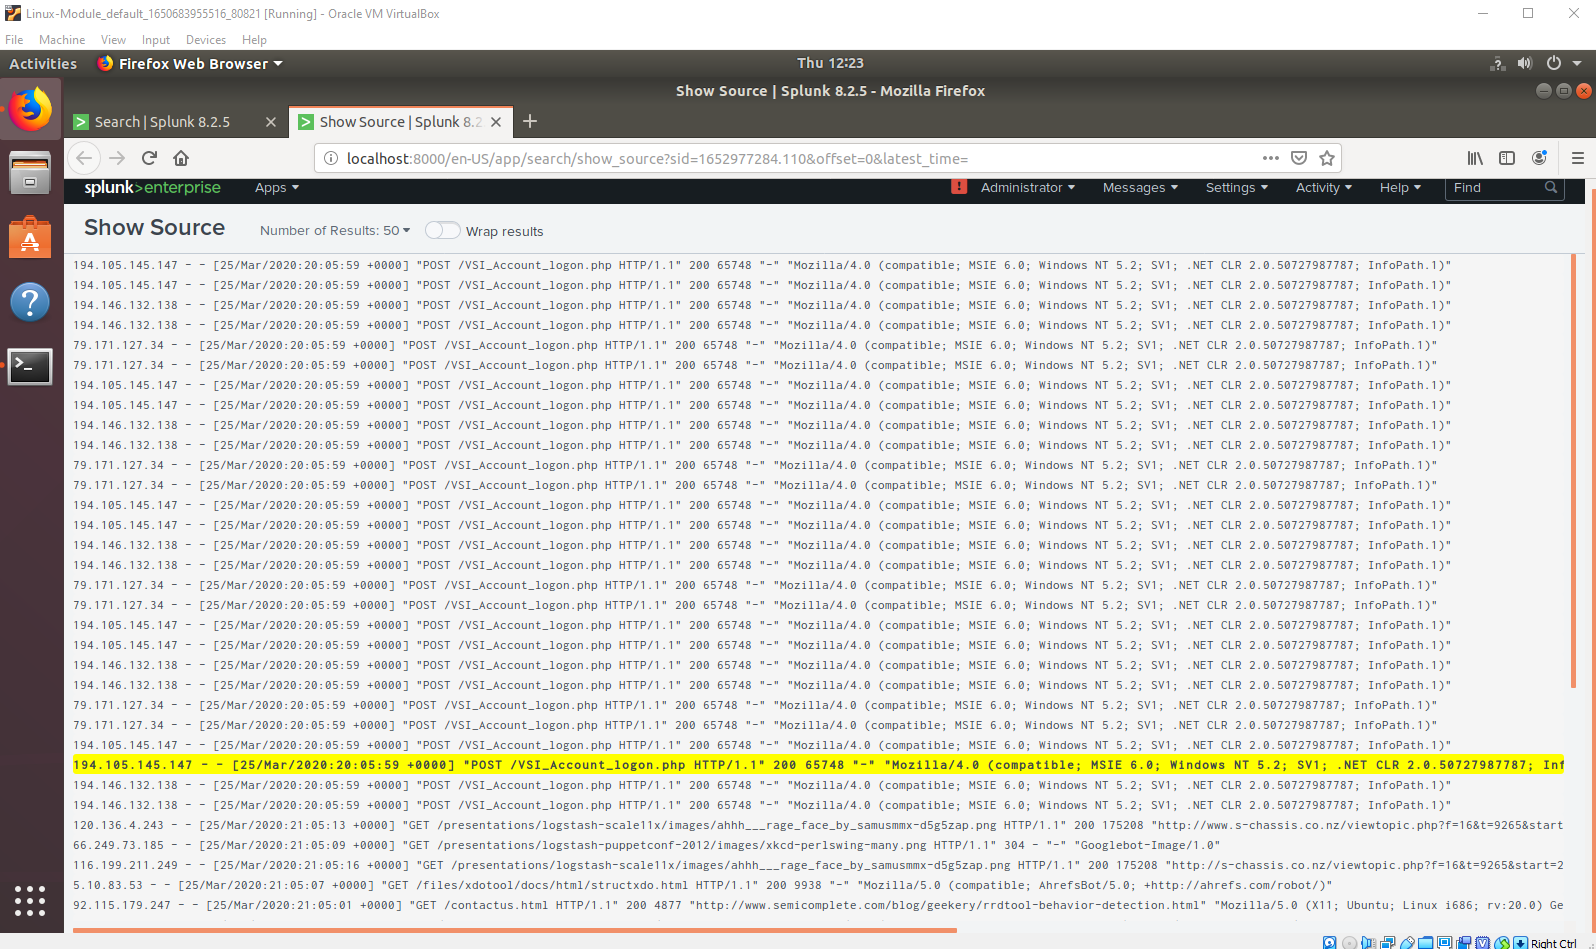 Linux-Module_default_1650683955516_80821 [Running] - Oracle VM VirtualBox
File Machine View Input Devices Help
Activities Firefox Web Browser Thu 12:23
Show Source | Splunk 8.2.5 - Mozilla Firefox
Search | Splunk 8.2.5 Show Source | Splunk 8.2
localhost:8000/en-US/app/search/show_source?sid=1652977284.110&offset=0&latest_time=
splunk>enterprise Apps Administrator Messages Settings Activity Help Find
Show Source Number of Results: 50 Wrap results
194.105.145.147 - - [25/Mar/2020:20:05:59 +0000] "POST /VSI_Account_logon.php HTTP/1.1" 200 65748 "-" "Mozilla/4.0 (compatible; MSIE 6.0; Windows NT 5.2; SV1; .NET CLR 2.0.50727987787; InfoPath.1)"
194.105.145.147 - - [25/Mar/2020:20:05:59 +0000] "POST /VSI_Account_logon.php HTTP/1.1" 200 65748 "-" "Mozilla/4.0 (compatible; MSIE 6.0; Windows NT 5.2; SV1; .NET CLR 2.0.50727987787; InfoPath.1)"
194.146.132.138 - - [25/Mar/2020:20:05:59 +0000] "POST /VSI_Account_logon.php HTTP/1.1" 200 65748 "-" "Mozilla/4.0 (compatible; MSIE 6.0; Windows NT 5.2; SV1; .NET CLR 2.0.50727987787; InfoPath.1)"
194.146.132.138 - - [25/Mar/2020:20:05:59 +0000] "POST /VSI_Account_logon.php HTTP/1.1" 200 65748 "-" "Mozilla/4.0 (compatible; MSIE 6.0; Windows NT 5.2; SV1; .NET CLR 2.0.50727987787; InfoPath.1)"
79.171.127.34 - - [25/Mar/2020:20:05:59 +0000] "POST /VSI_Account_logon.php HTTP/1.1" 200 65748 "-" "Mozilla/4.0 (compatible; MSIE 6.0; Windows NT 5.2; SV1; .NET CLR 2.0.50727987787; InfoPath.1)"
79.171.127.34 - - [25/Mar/2020:20:05:59 +0000] "POST /VSI_Account_logon.php HTTP/1.1" 200 65748 "-" "Mozilla/4.0 (compatible; MSIE 6.0; Windows NT 5.2; SV1; .NET CLR 2.0.50727987787; InfoPath.1)"
194.105.145.147 - - [25/Mar/2020:20:05:59 +0000] "POST /VSI_Account_logon.php HTTP/1.1" 200 65748 "-" "Mozilla/4.0 (compatible; MSIE 6.0; Windows NT 5.2; SV1; .NET CLR 2.0.50727987787; InfoPath.1)"
194.105.145.147 - - [25/Mar/2020:20:05:59 +0000] "POST /VSI_Account_logon.php HTTP/1.1" 200 65748 "-" "Mozilla/4.0 (compatible; MSIE 6.0; Windows NT 5.2; SV1; .NET CLR 2.0.50727987787; InfoPath.1)"
194.146.132.138 - - [25/Mar/2020:20:05:59 +0000] "POST /VSI_Account_logon.php HTTP/1.1" 200 65748 "-" "Mozilla/4.0 (compatible; MSIE 6.0; Windows NT 5.2; SV1; .NET CLR 2.0.50727987787; InfoPath.1)"
194.146.132.138 - - [25/Mar/2020:20:05:59 +0000] "POST /VSI_Account_logon.php HTTP/1.1" 200 65748 "-" "Mozilla/4.0 (compatible; MSIE 6.0; Windows NT 5.2; SV1; .NET CLR 2.0.50727987787; InfoPath.1)"
79.171.127.34 - - [25/Mar/2020:20:05:59 +0000] "POST /VSI_Account_logon.php HTTP/1.1" 200 65748 "-" "Mozilla/4.0 (compatible; MSIE 6.0; Windows NT 5.2; SV1; .NET CLR 2.0.50727987787; InfoPath.1)"
79.171.127.34 - - [25/Mar/2020:20:05:59 +0000] "POST /VSI_Account_logon.php HTTP/1.1" 200 65748 "-" "Mozilla/4.0 (compatible; MSIE 6.0; Windows NT 5.2; SV1; .NET CLR 2.0.50727987787; InfoPath.1)"
194.105.145.147 - - [25/Mar/2020:20:05:59 +0000] "POST /VSI_Account_logon.php HTTP/1.1" 200 65748 "-" "Mozilla/4.0 (compatible; MSIE 6.0; Windows NT 5.2; SV1; .NET CLR 2.0.50727987787; InfoPath.1)"
194.105.145.147 - - [25/Mar/2020:20:05:59 +0000] "POST /VSI_Account_logon.php HTTP/1.1" 200 65748 "-" "Mozilla/4.0 (compatible; MSIE 6.0; Windows NT 5.2; SV1; .NET CLR 2.0.50727987787; InfoPath.1)"
194.146.132.138 - - [25/Mar/2020:20:05:59 +0000] "POST /VSI_Account_logon.php HTTP/1.1" 200 65748 "-" "Mozilla/4.0 (compatible; MSIE 6.0; Windows NT 5.2; SV1; .NET CLR 2.0.50727987787; InfoPath.1)"
194.146.132.138 - - [25/Mar/2020:20:05:59 +0000] "POST /VSI_Account_logon.php HTTP/1.1" 200 65748 "-" "Mozilla/4.0 (compatible; MSIE 6.0; Windows NT 5.2; SV1; .NET CLR 2.0.50727987787; InfoPath.1)"
79.171.127.34 - - [25/Mar/2020:20:05:59 +0000] "POST /VSI_Account_logon.php HTTP/1.1" 200 65748 "-" "Mozilla/4.0 (compatible; MSIE 6.0; Windows NT 5.2; SV1; .NET CLR 2.0.50727987787; InfoPath.1)"
79.171.127.34 - - [25/Mar/2020:20:05:59 +0000] "POST /VSI_Account_logon.php HTTP/1.1" 200 65748 "-" "Mozilla/4.0 (compatible; MSIE 6.0; Windows NT 5.2; SV1; .NET CLR 2.0.50727987787; InfoPath.1)"
194.105.145.147 - - [25/Mar/2020:20:05:59 +0000] "POST /VSI_Account_logon.php HTTP/1.1" 200 65748 "-" "Mozilla/4.0 (compatible; MSIE 6.0; Windows NT 5.2; SV1; .NET CLR 2.0.50727987787; InfoPath.1)"
194.105.145.147 - - [25/Mar/2020:20:05:59 +0000] "POST /VSI_Account_logon.php HTTP/1.1" 200 65748 "-" "Mozilla/4.0 (compatible; MSIE 6.0; Windows NT 5.2; SV1; .NET CLR 2.0.50727987787; InfoPath.1)"
194.146.132.138 - - [25/Mar/2020:20:05:59 +0000] "POST /VSI_Account_logon.php HTTP/1.1" 200 65748 "-" "Mozilla/4.0 (compatible; MSIE 6.0; Windows NT 5.2; SV1; .NET CLR 2.0.50727987787; InfoPath.1)"
194.146.132.138 - - [25/Mar/2020:20:05:59 +0000] "POST /VSI_Account_logon.php HTTP/1.1" 200 65748 "-" "Mozilla/4.0 (compatible; MSIE 6.0; Windows NT 5.2; SV1; .NET CLR 2.0.50727987787; InfoPath.1)"
79.171.127.34 - - [25/Mar/2020:20:05:59 +0000] "POST /VSI_Account_logon.php HTTP/1.1" 200 65748 "-" "Mozilla/4.0 (compatible; MSIE 6.0; Windows NT 5.2; SV1; .NET CLR 2.0.50727987787; InfoPath.1)"
79.171.127.34 - - [25/Mar/2020:20:05:59 +0000] "POST /VSI_Account_logon.php HTTP/1.1" 200 65748 "-" "Mozilla/4.0 (compatible; MSIE 6.0; Windows NT 5.2; SV1; .NET CLR 2.0.50727987787; InfoPath.1)"
194.105.145.147 - - [25/Mar/2020:20:05:59 +0000] "POST /VSI_Account_logon.php HTTP/1.1" 200 65748 "-" "Mozilla/4.0 (compatible; MSIE 6.0; Windows NT 5.2; SV1; .NET CLR 2.0.50727987787; InfoPath.1)"
194.105.145.147 - - [25/Mar/2020:20:05:59 +0000] "POST /VSI_Account_logon.php HTTP/1.1" 200 65748 "-" "Mozilla/4.0 (compatible; MSIE 6.0; Windows NT 5.2; SV1; .NET CLR 2.0.50727987787; Inf
194.146.132.138 - - [25/Mar/2020:20:05:59 +0000] "POST /VSI_Account_logon.php HTTP/1.1" 200 65748 "-" "Mozilla/4.0 (compatible; MSIE 6.0; Windows NT 5.2; SV1; .NET CLR 2.0.50727987787; InfoPath.1)"
194.146.132.138 - - [25/Mar/2020:20:05:59 +0000] "POST /VSI_Account_logon.php HTTP/1.1" 200 65748 "-" "Mozilla/4.0 (compatible; MSIE 6.0; Windows NT 5.2; SV1; .NET CLR 2.0.50727987787; InfoPath.1)"
120.136.4.243 - - [25/Mar/2020:21:05:13 +0000] "GET /presentations/logstash-scale11x/images/ahhh___rage_face_by_samusmmx-d5g5zap.png HTTP/1.1" 200 175208 "http://www.s-chassis.co.nz/viewtopic.php?f=16&t=9265&start
66.249.73.185 - - [25/Mar/2020:21:05:09 +0000] "GET /presentations/logstash-puppetconf-2012/images/xkcd-perlswing-many.png HTTP/1.1" 304 - "-" "Googlebot-Image/1.0"
116.199.211.249 - - [25/Mar/2020:21:05:16 +0000] "GET /presentations/logstash-scale11x/images/ahhh___rage_face_by_samusmmx-d5g5zap.png HTTP/1.1" 200 175208 "http://s-chassis.co.nz/viewtopic.php?f=16&t=9265&start=2
5.10.83.53 - - [25/Mar/2020:21:05:07 +0000] "GET /files/xdotool/docs/html/structxdo.html HTTP/1.1" 200 9938 "-" "Mozilla/5.0 (compatible; AhrefsBot/5.0; +http://ahrefs.com/robot/)"
92.115.179.247 - - [25/Mar/2020:21:05:01 +0000] "GET /contactus.html HTTP/1.1" 200 4877 "http://www.semicomplete.com/blog/geekery/rrdtool-behavior-detection.html" "Mozilla/5.0 (X11; Ubuntu; Linux i686; rv:20.0) Ge
Right Ctrl